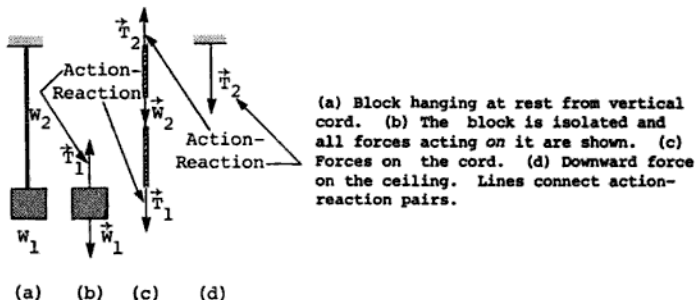 T₂
Action-
Reaction
W₂
T₁
W₁
W₁
W₂
T₁
T₂
Action-
Reaction
(a) (b) (c) (d)
(a) Block hanging at rest from vertical
cord. (b) The block is isolated and
all forces acting on it are shown. (c)
Forces on the cord. (d) Downward force
on the ceiling. Lines connect action-
reaction pairs.